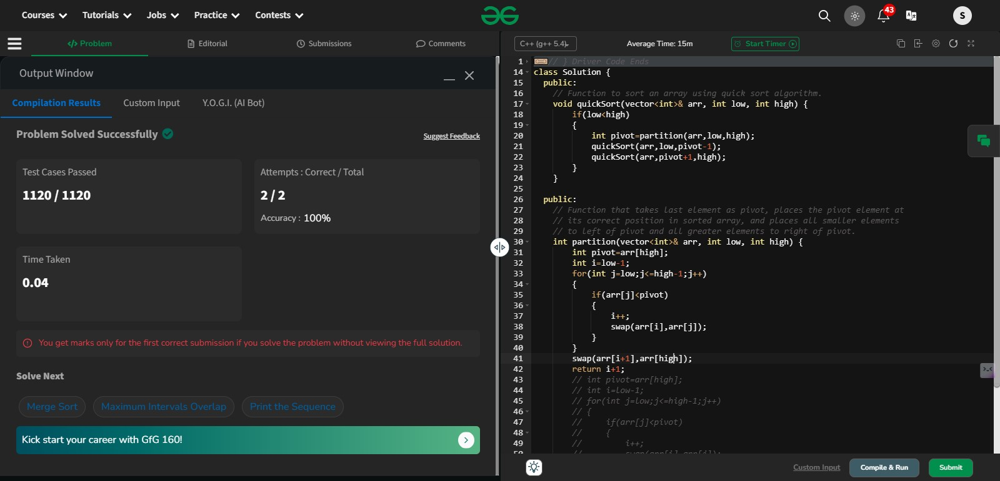 Courses Tutorials Jobs Practice Contests
43
S
Problem Editorial Submissions Comments
C++ (g++ 5.4) Average Time: 15m Start Timer
Output Window
Compilation Results Custom Input Y.O.G.I. (AI Bot)
Problem Solved Successfully
Suggest Feedback
Test Cases Passed
1120 / 1120
Attempts : Correct / Total
2 / 2
Accuracy : 100%
Time Taken
0.04
You get marks only for the first correct submission if you solve the problem without viewing the full solution.
Solve Next
Merge Sort Maximum Intervals Overlap Print the Sequence
Kick start your career with GfG 160!
1 // } Driver Code Ends
14 class Solution {
15 public:
16 // Function to sort an array using quick sort algorithm.
17 void quickSort(vector<int>& arr, int low, int high) {
18 if(low<high)
19 {
20 int pivot=partition(arr,low,high);
21 quickSort(arr,low,pivot-1);
22 quickSort(arr,pivot+1,high);
23 }
24 }
25
26 public:
27 // Function that takes last element as pivot, places the pivot element at
28 // its correct position in sorted array, and places all smaller elements
29 // to left of pivot and all greater elements to right of pivot.
30 int partition(vector<int>& arr, int low, int high) {
31 int pivot=arr[high];
32 int i=low-1;
33 for(int j=low;j<=high-1;j++)
34 {
35 if(arr[j]<pivot)
36 {
37 i++;
38 swap(arr[i],arr[j]);
39 }
40 }
41 swap(arr[i+1],arr[high]);
42 return i+1;
43 // int pivot=arr[high];
44 // int i=low-1;
45 // for(int j=low;j<=high-1;j++)
46 // {
47 // if(arr[j]<pivot)
48 // {
49 // i++;
50 // swap(arr[i],arr[j]);
Custom Input Compile & Run Submit